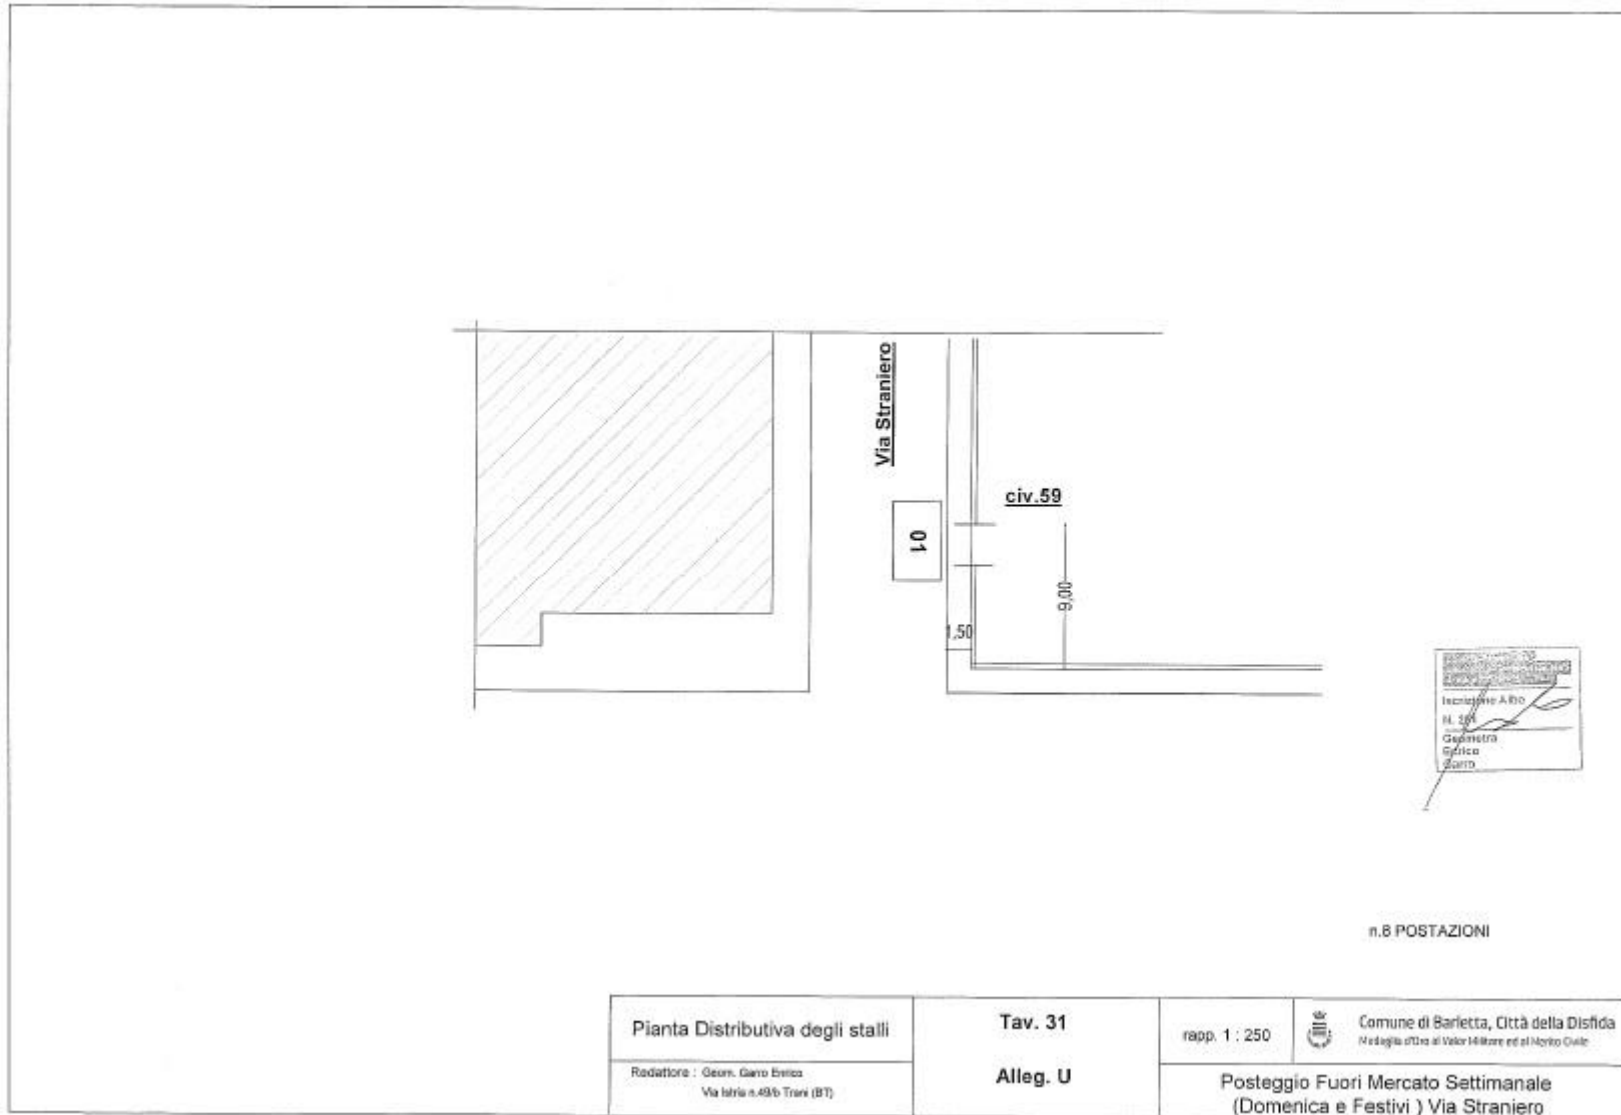 Via Straniero
civ.59
01
9,00
1,50
Iscrizione Albo
Geometra
Enrico
Garro
n.8 POSTAZIONI
Pianta Distributiva degli stalli
Redattore : Geom. Garro Enrico
Via Istria n.49/b Trani (BT)
Tav. 31
Alleg. U
rapp. 1 : 250
Comune di Barletta, Città della Disfida
Medaglia d'Oro al Valor Militare ed al Merito Civile
Posteggio Fuori Mercato Settimanale
(Domenica e Festivi ) Via Straniero